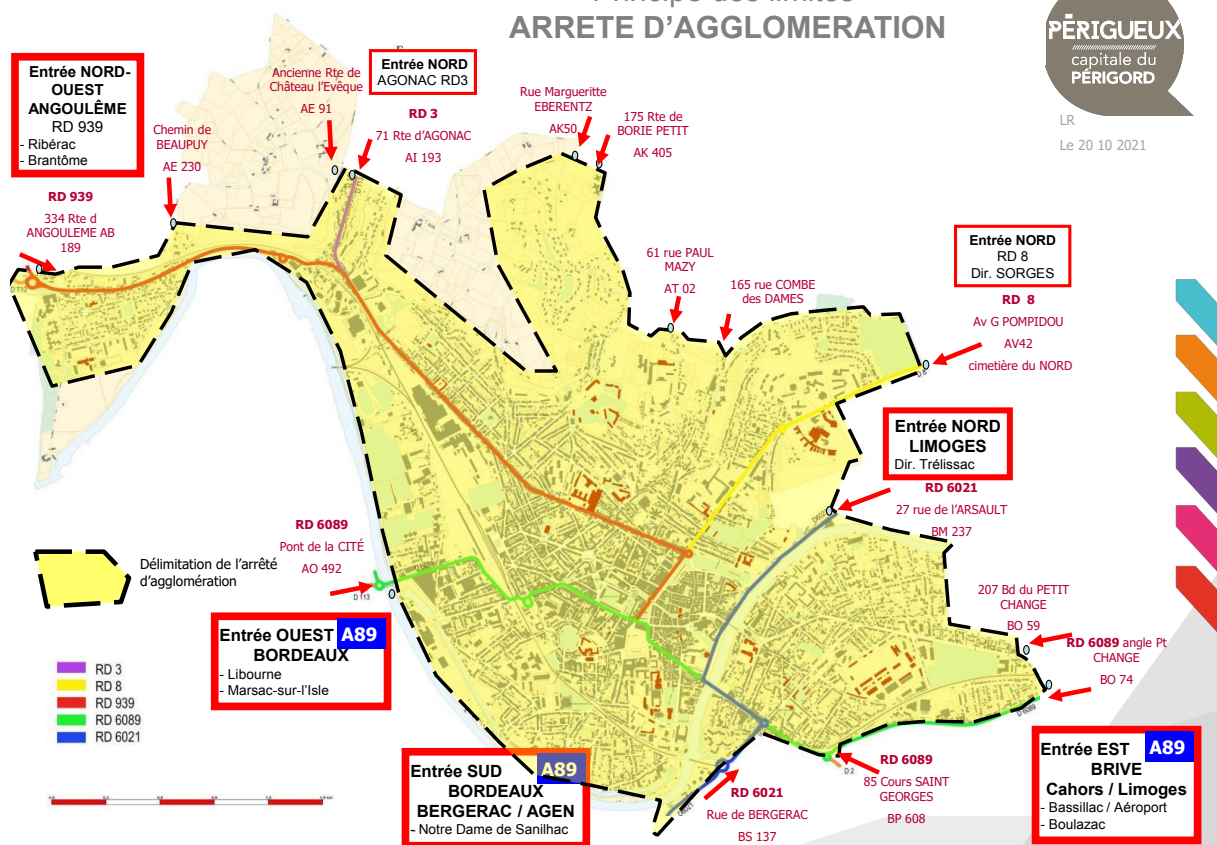 Principe des limites
ARRETE D'AGGLOMERATION
PÉRIGUEUX
capitale du
PÉRIGORD
LR
Le 20 10 2021
Entrée NORD-
OUEST
ANGOULÊME
RD 939
- Ribérac
- Brantôme
Ancienne Rte de
Château l'Evêque
AE 91
Entrée NORD
AGONAC RD3
RD 3
71 Rte d'AGONAC
AI 193
Chemin de
BEAUPUY
AE 230
Rue Margueritte
EBERENTZ
AK50
175 Rte de
BORIE PETIT
AK 405
RD 939
334 Rte d
ANGOULEME AB
189
D 710
61 rue PAUL
MAZY
AT 02
165 rue COMBE
des DAMES
Entrée NORD
RD 8
Dir. SORGES
RD 8
Av G POMPIDOU
AV42
cimetière du NORD
D 8
Entrée NORD
LIMOGES
Dir. Trélissac
RD 6021
27 rue de l'ARSAULT
BM 237
RD 6089
Pont de la CITÉ
AO 492
D 113
Délimitation de l'arrêté
d'agglomération
Entrée OUEST A89
BORDEAUX
- Libourne
- Marsac-sur-l'Isle
207 Bd du PETIT
CHANGE
BO 59
RD 6089 angle Pt
CHANGE
BO 74
D 6089
RD 3
RD 8
RD 939
RD 6089
RD 6021
Entrée SUD A89
BORDEAUX
BERGERAC / AGEN
- Notre Dame de Sanilhac
D6021
RD 6021
Rue de BERGERAC
BS 137
D 2
RD 6089
85 Cours SAINT
GEORGES
BP 608
Entrée EST A89
BRIVE
Cahors / Limoges
- Bassillac / Aéroport
- Boulazac